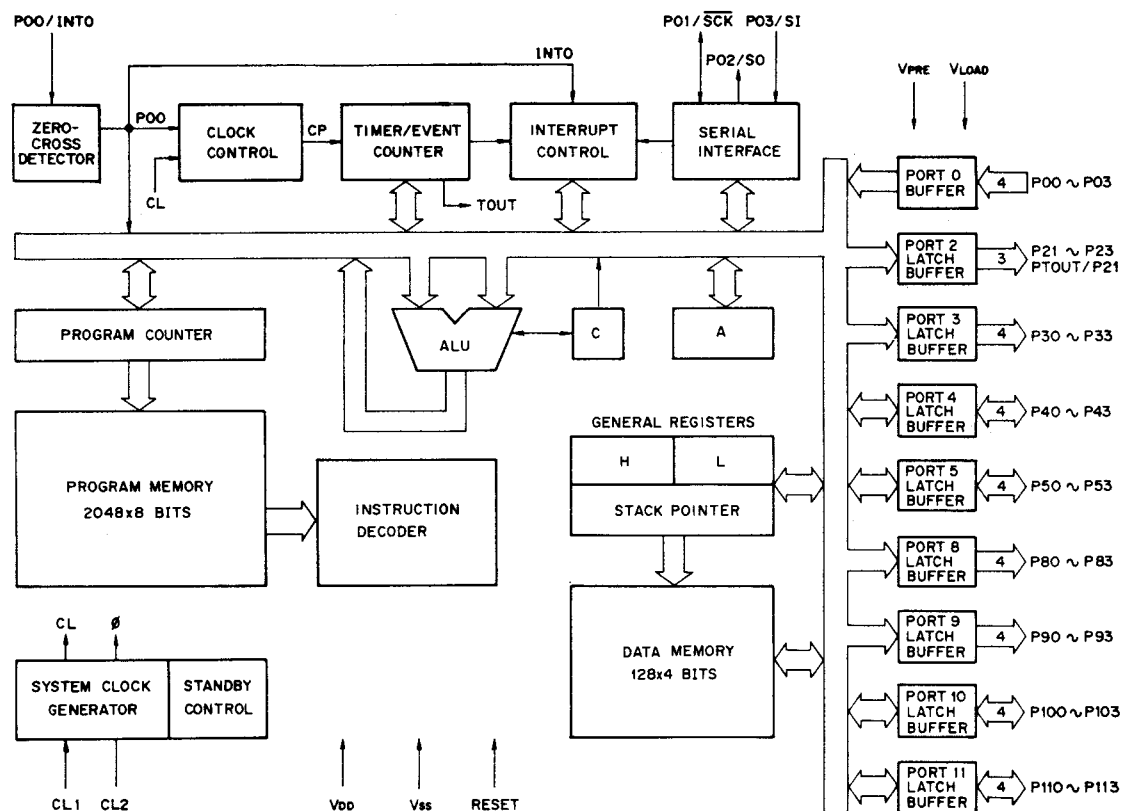 P00/INT0
P01/SCK P03/SI
P02/SO
INT0
VPRE VLOAD
ZERO-
CROSS
DETECTOR
P00
CLOCK
CONTROL
CP
TIMER/EVENT
COUNTER
INTERRUPT
CONTROL
SERIAL
INTERFACE
CL
TOUT
PORT 0
BUFFER
4
P00 ~ P03
PORT 2
LATCH
BUFFER
3
P21 ~ P23
PTOUT/P21
PORT 3
LATCH
BUFFER
4
P30 ~ P33
PORT 4
LATCH
BUFFER
4
P40 ~ P43
PORT 5
LATCH
BUFFER
4
P50 ~ P53
PORT 8
LATCH
BUFFER
4
P80 ~ P83
PORT 9
LATCH
BUFFER
4
P90 ~ P93
PORT 10
LATCH
BUFFER
4
P100 ~ P103
PORT 11
LATCH
BUFFER
4
P110 ~ P113
PROGRAM COUNTER
ALU
C
A
PROGRAM MEMORY
2048x8 BITS
INSTRUCTION
DECODER
GENERAL REGISTERS
H L
STACK POINTER
DATA MEMORY
128x4 BITS
CL Ø
SYSTEM CLOCK
GENERATOR
STANDBY
CONTROL
CL1 CL2
VDD VSS RESET